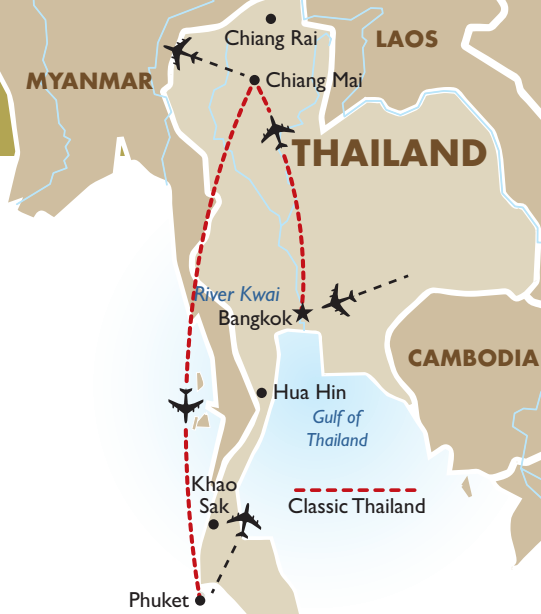 Chiang Rai
LAOS
MYANMAR
Chiang Mai
THAILAND
River Kwai
Bangkok
CAMBODIA
Hua Hin
Gulf of
Thailand
Khao
Sak
Classic Thailand
Phuket